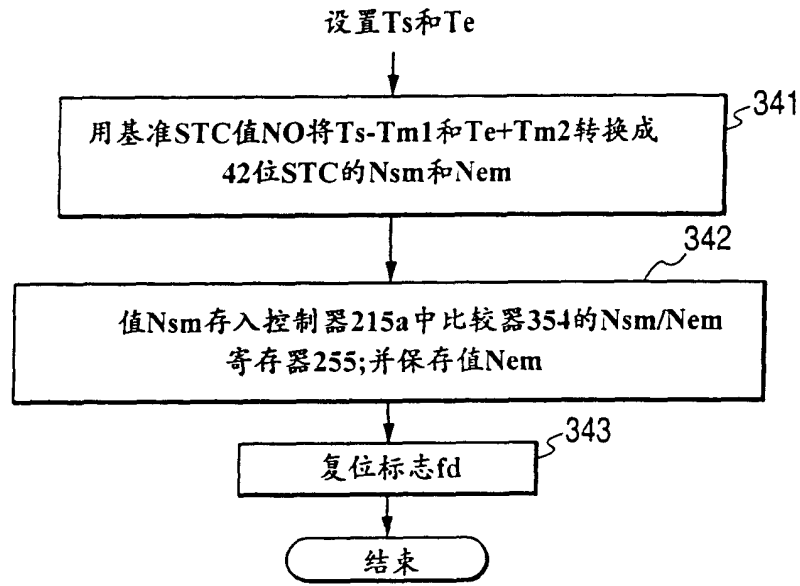 设置Ts和Te
341
用基准STC值NO将Ts-Tm1和Te+Tm2转换成
42位STC的Nsm和Nem
342
值Nsm存入控制器215a中比较器354的Nsm/Nem
寄存器255;并保存值Nem
343
复位标志fd
结束